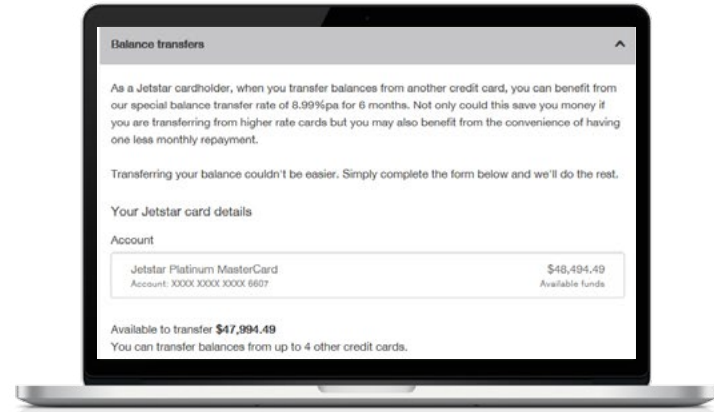 Balance transfers
As a Jetstar cardholder, when you transfer balances from another credit card, you can benefit from
our special balance transfer rate of 8.99%pa for 6 months. Not only could this save you money if
you are transferring from higher rate cards but you may also benefit from the convenience of having
one less monthly repayment.
Transferring your balance couldn't be easier. Simply complete the form below and we'll do the rest.
Your Jetstar card details
Account
Jetstar Platinum MasterCard $48,494.49
Account: XXXX XXXX XXXX 6607 Available funds
Available to transfer $47,994.49
You can transfer balances from up to 4 other credit cards.